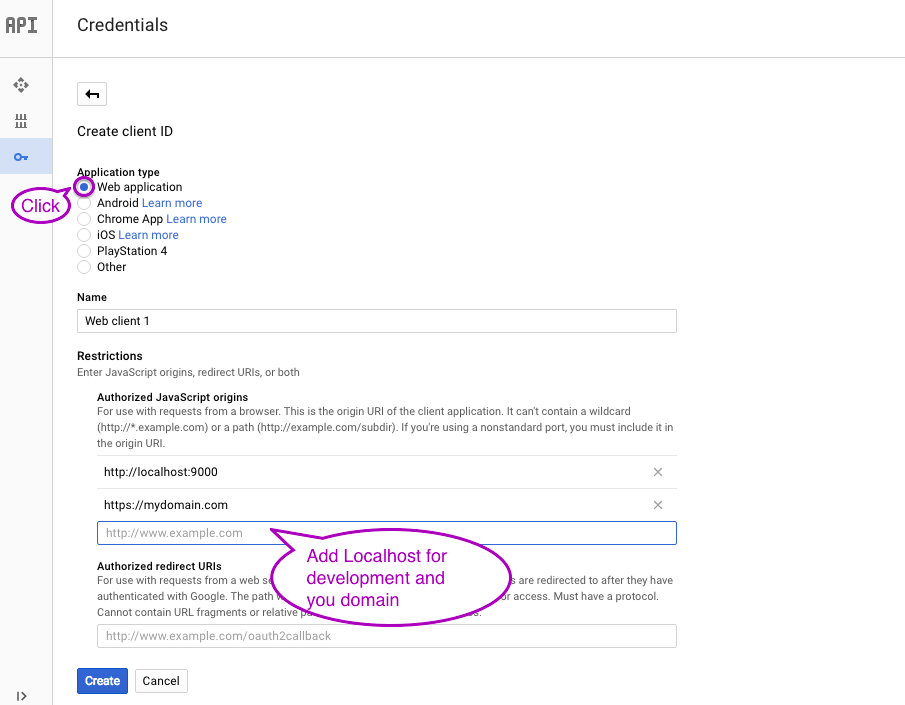 API
Credentials
Create client ID
Application type
Web application
Click
Android Learn more
Chrome App Learn more
iOS Learn more
PlayStation 4
Other
Name
Web client 1
Restrictions
Enter JavaScript origins, redirect URIs, or both
Authorized JavaScript origins
For use with requests from a browser. This is the origin URI of the client application. It can't contain a wildcard
(http://*.example.com) or a path (http://example.com/subdir). If you're using a nonstandard port, you must include it in
the origin URI.
http://localhost:9000
https://mydomain.com
http://www.example.com
Add Localhost for
development and
you domain
Authorized redirect URIs
For use with requests from a web are redirected to after they have
authenticated with Google. The path access. Must have a protocol.
Cannot contain URL fragments or relative
http://www.example.com/oauth2callback
Create
Cancel